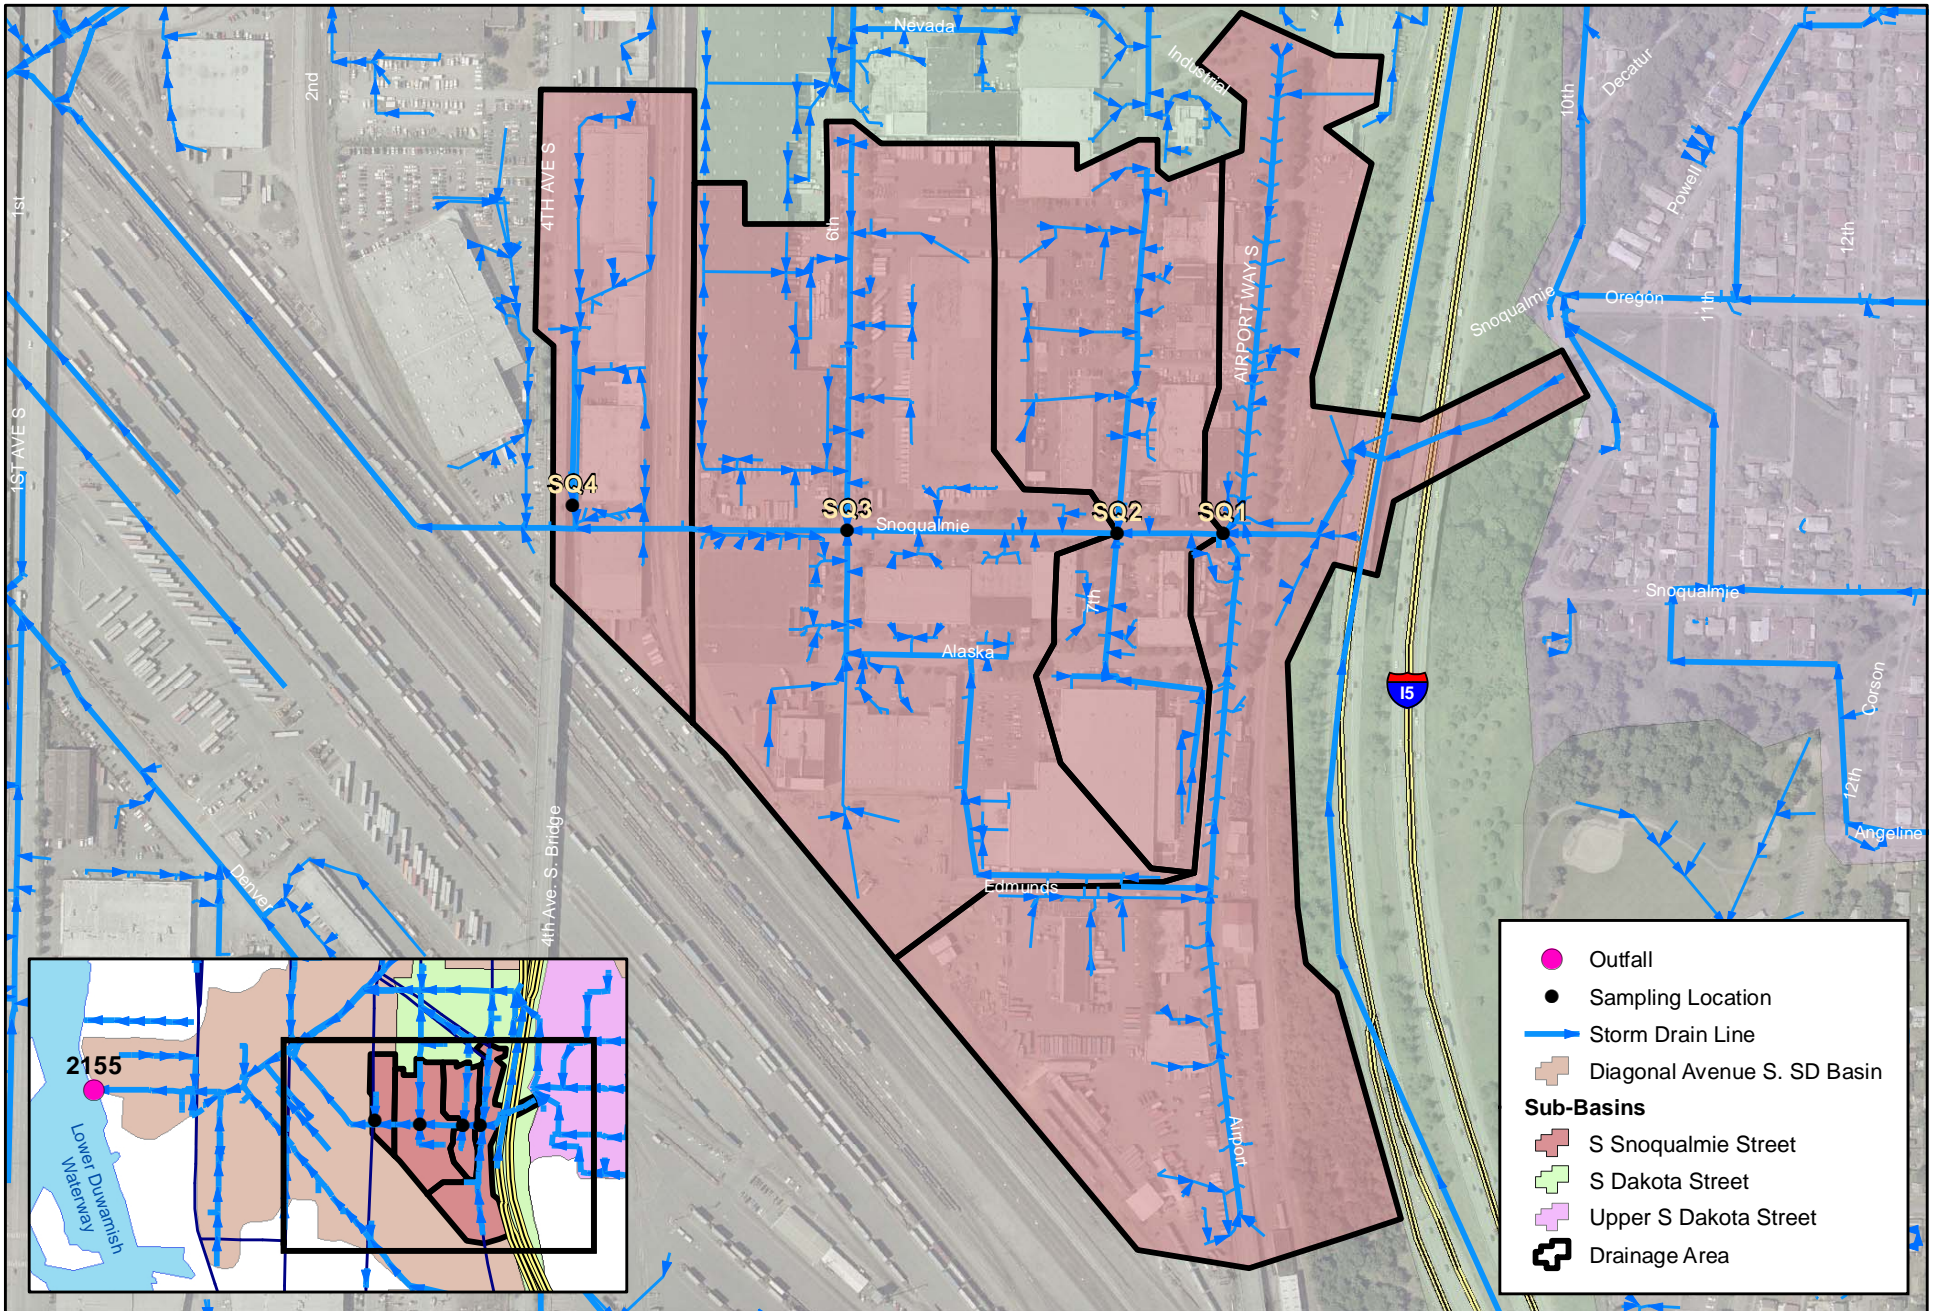 Nevada
Industrial
2nd
10th
Decatur
Powell
12th
4TH AVE S
1st
6th
AIRPORT WAY S
Snoqualmie
Oregon
11th
1ST AVE S
SQ4
SQ3
Snoqualmie
SQ2
SQ1
7th
Snoqualmie
Alaska
I5
Corson
12th
Angeline
4th Ave. S. Bridge
Denver
Edmunds
Airport
2155
Lower Duwamish
Waterway
Outfall
Sampling Location
Storm Drain Line
Diagonal Avenue S. SD Basin
Sub-Basins
S Snoqualmie Street
S Dakota Street
Upper S Dakota Street
Drainage Area